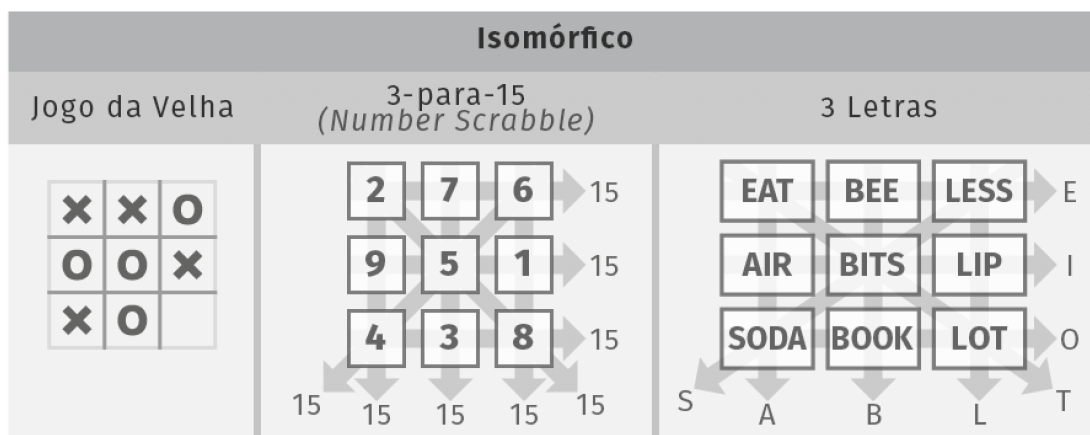 Isomórfico
Jogo da Velha
3-para-15
(Number Scrabble)
3 Letras
X X O
O O X
X O
2 7 6 15
9 5 1 15
4 3 8 15
15 15 15 15 15
EAT BEE LESS E
AIR BITS LIP I
SODA BOOK LOT O
S A B L T